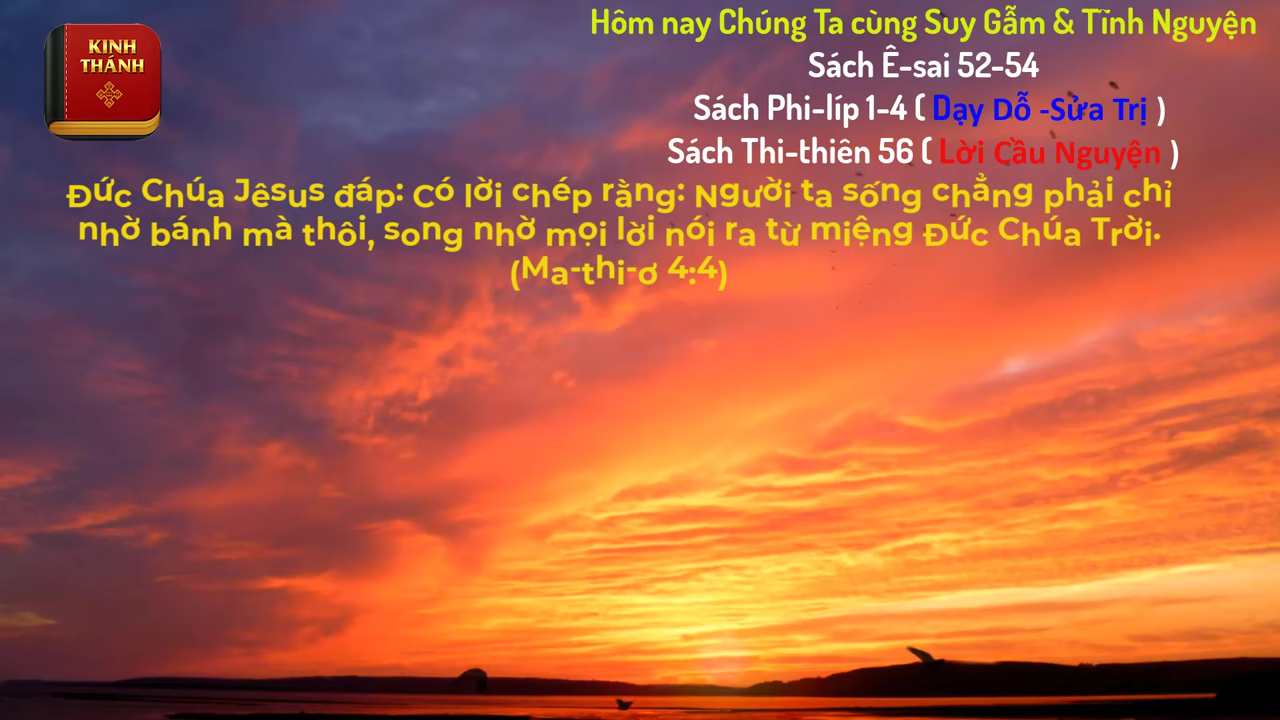 KINH
THÁNH
Hôm nay Chúng Ta cùng Suy Gẫm & Tĩnh Nguyện
Sách Ê-sai 52-54
Sách Phi-líp 1-4 ( Dạy Dỗ -Sửa Trị )
Sách Thi-thiên 56 ( Lời Cầu Nguyện )
Đức Chúa Jêsus đáp: Có lời chép rằng: Người ta sống chẳng phải chỉ
nhờ bánh mà thôi, song nhờ mọi lời nói ra từ miệng Đức Chúa Trời.
(Ma-thi-ơ 4:4)